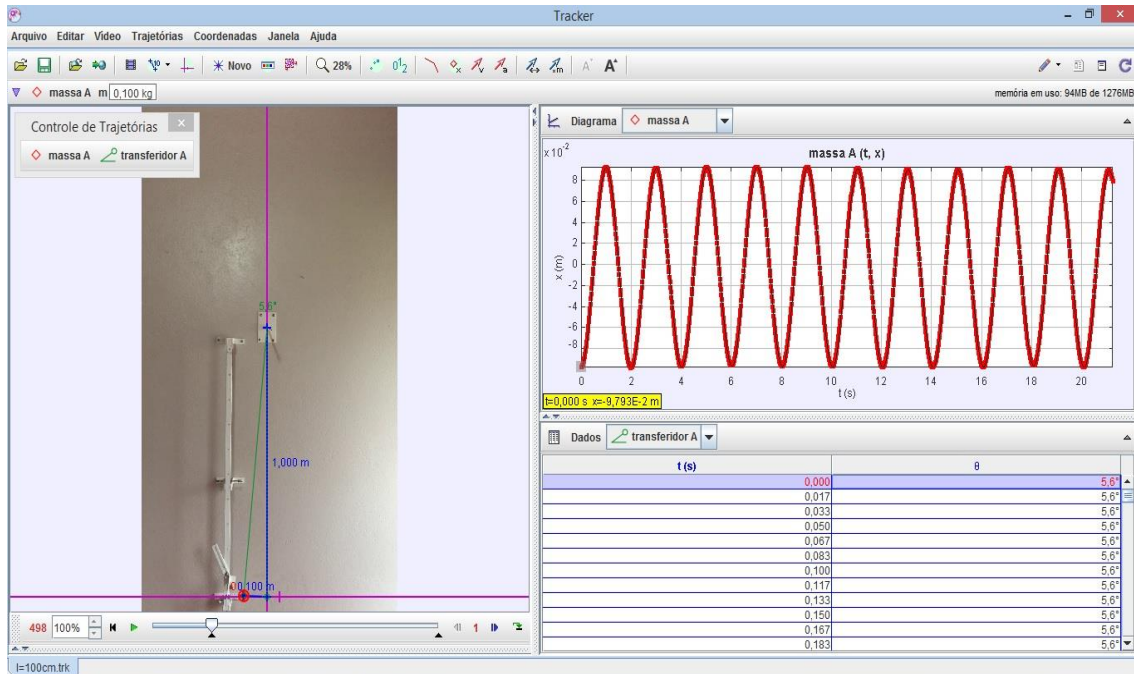 Tracker
Arquivo Editar Vídeo Trajetórias Coordenadas Janela Ajuda
Novo 28%
massa A m 0,100 kg
memória em uso: 94MB de 1276MB
Controle de Trajetórias
massa A transferidor A
5,6°
1,000 m
0,100 m
498 100% 1
l=100cm.trk
Diagrama massa A
massa A (t, x)
x 10-2
8
6
4
2
0
-2
-4
-6
-8
x (m)
0 2 4 6 8 10 12 14 16 18 20
t (s)
t=0,000 s x=-9,793E-2 m
Dados transferidor A
t (s) θ
0,000 5,6°
0,017 5,6°
0,033 5,6°
0,050 5,6°
0,067 5,6°
0,083 5,6°
0,100 5,6°
0,117 5,6°
0,133 5,6°
0,150 5,6°
0,167 5,6°
0,183 5,6°